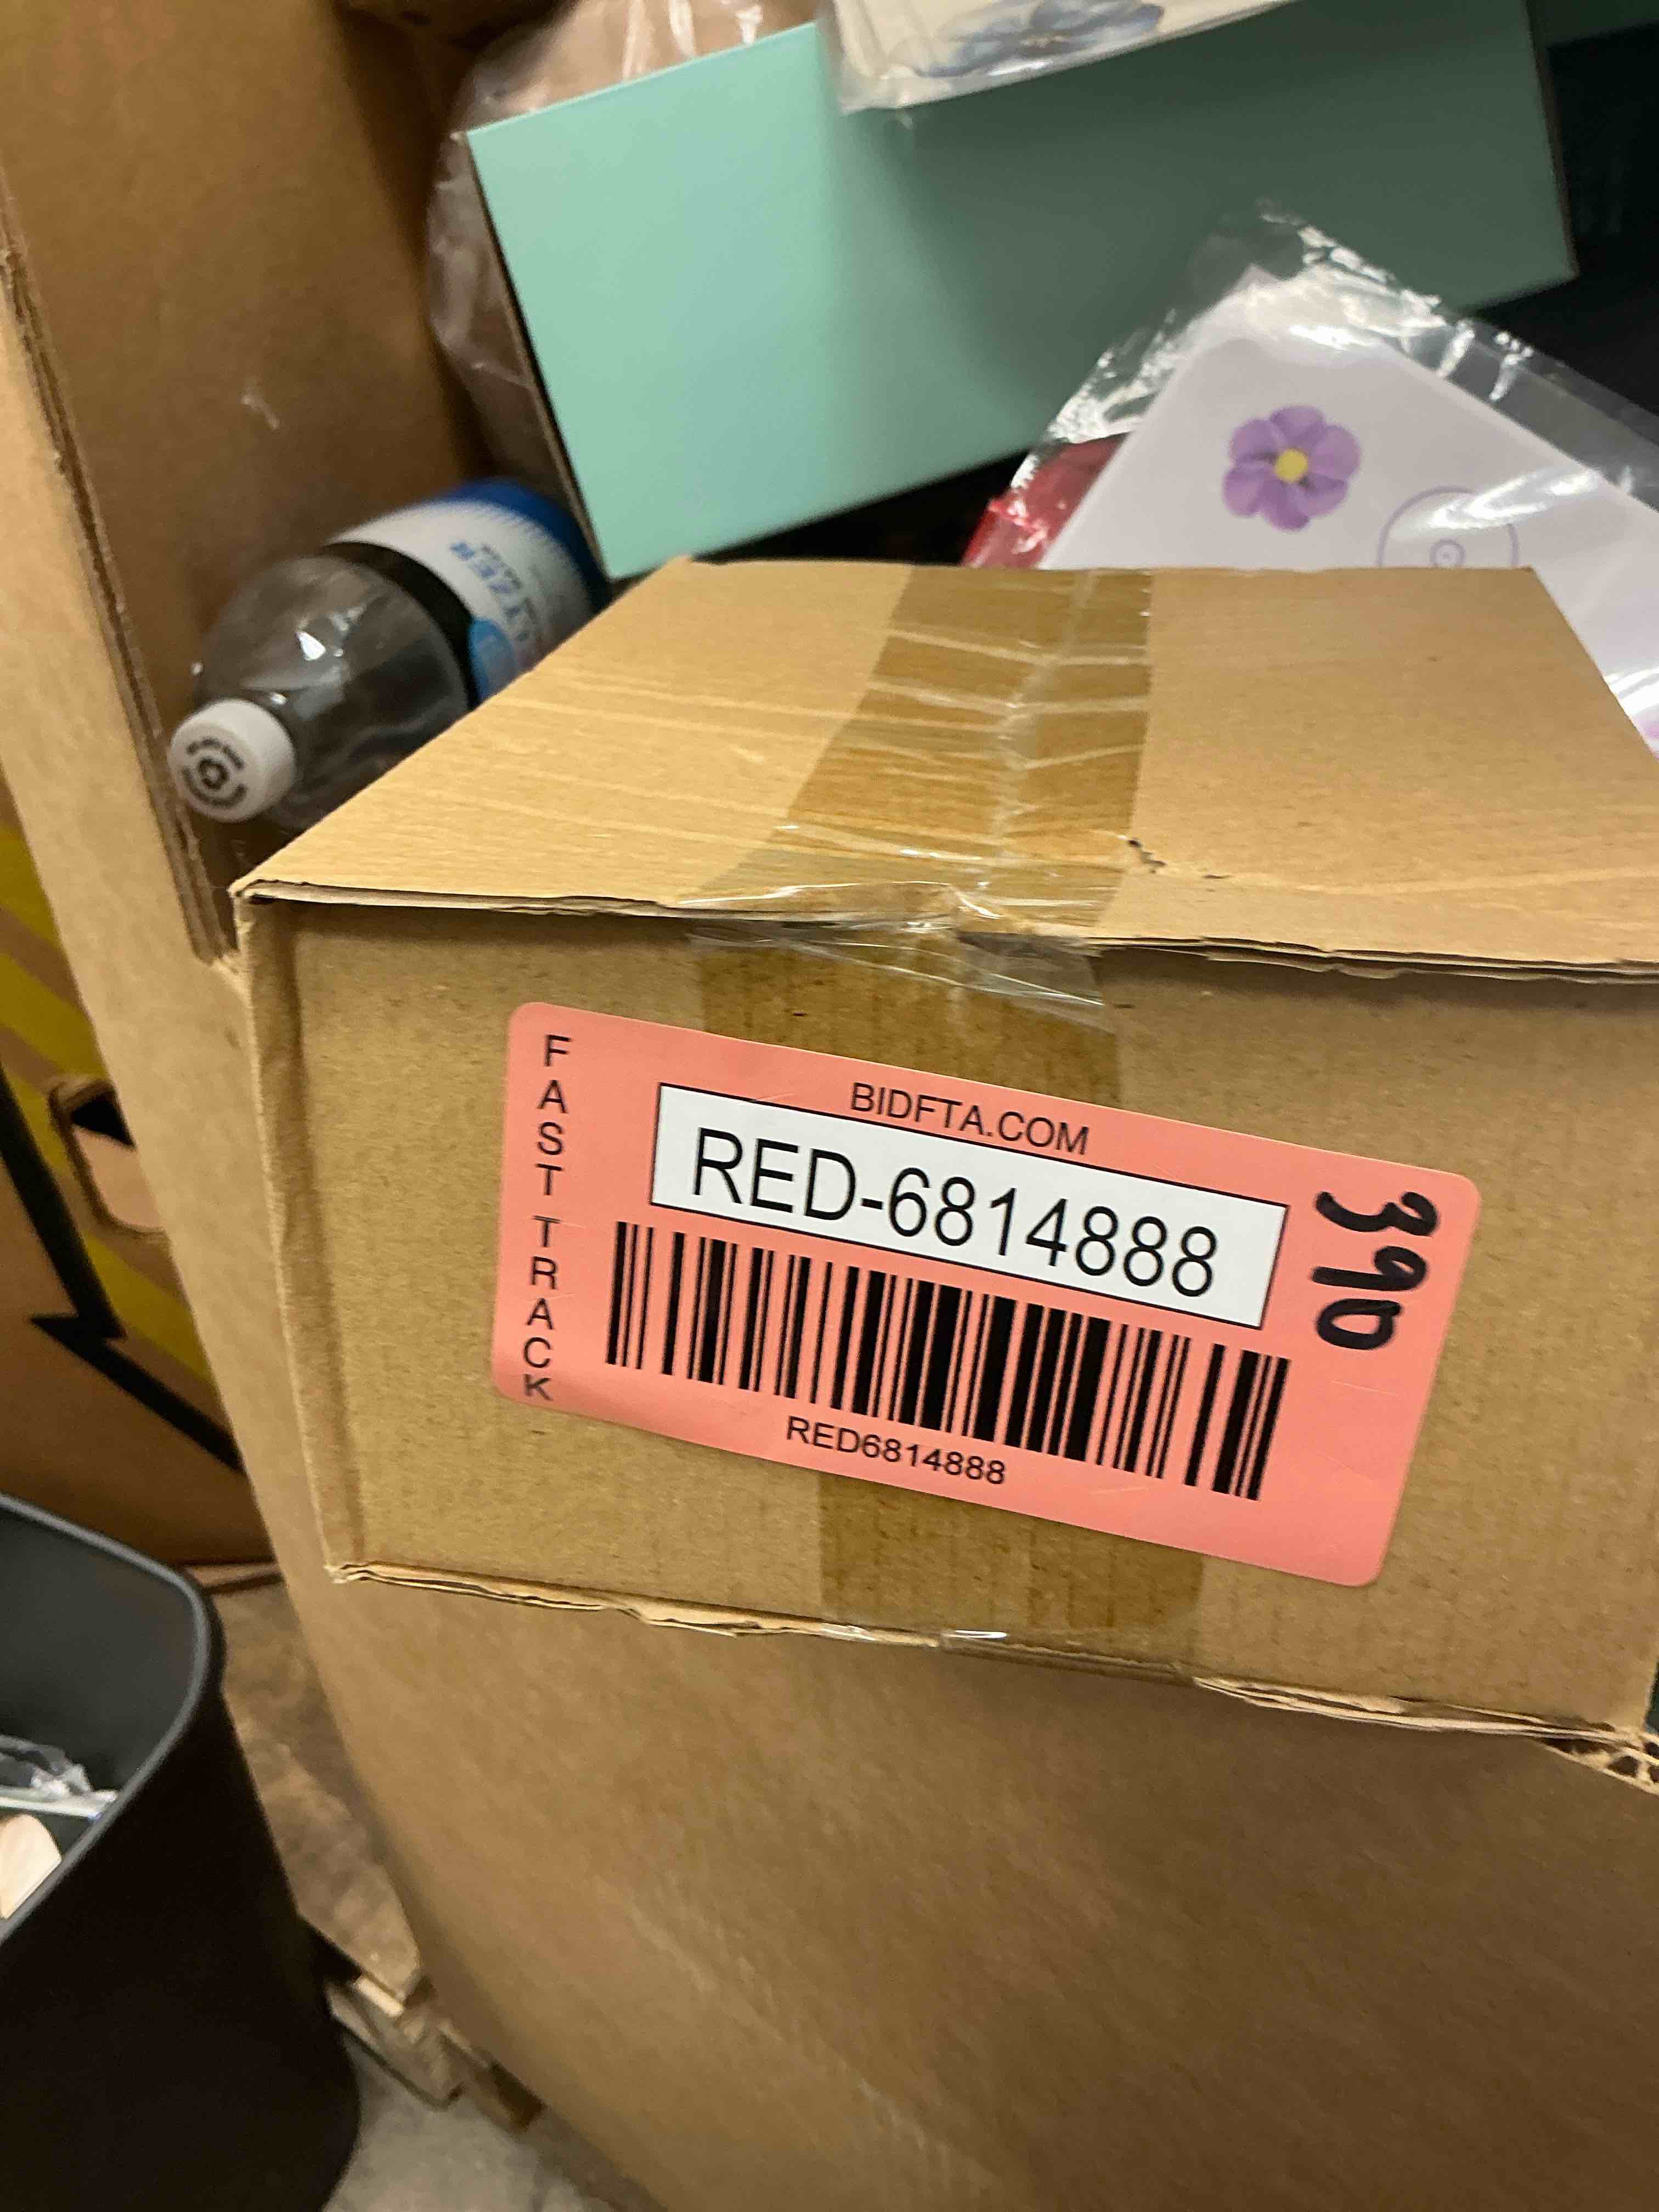 FAST TRACK
BIDFTA.COM
RED-6814888
RED6814888
390